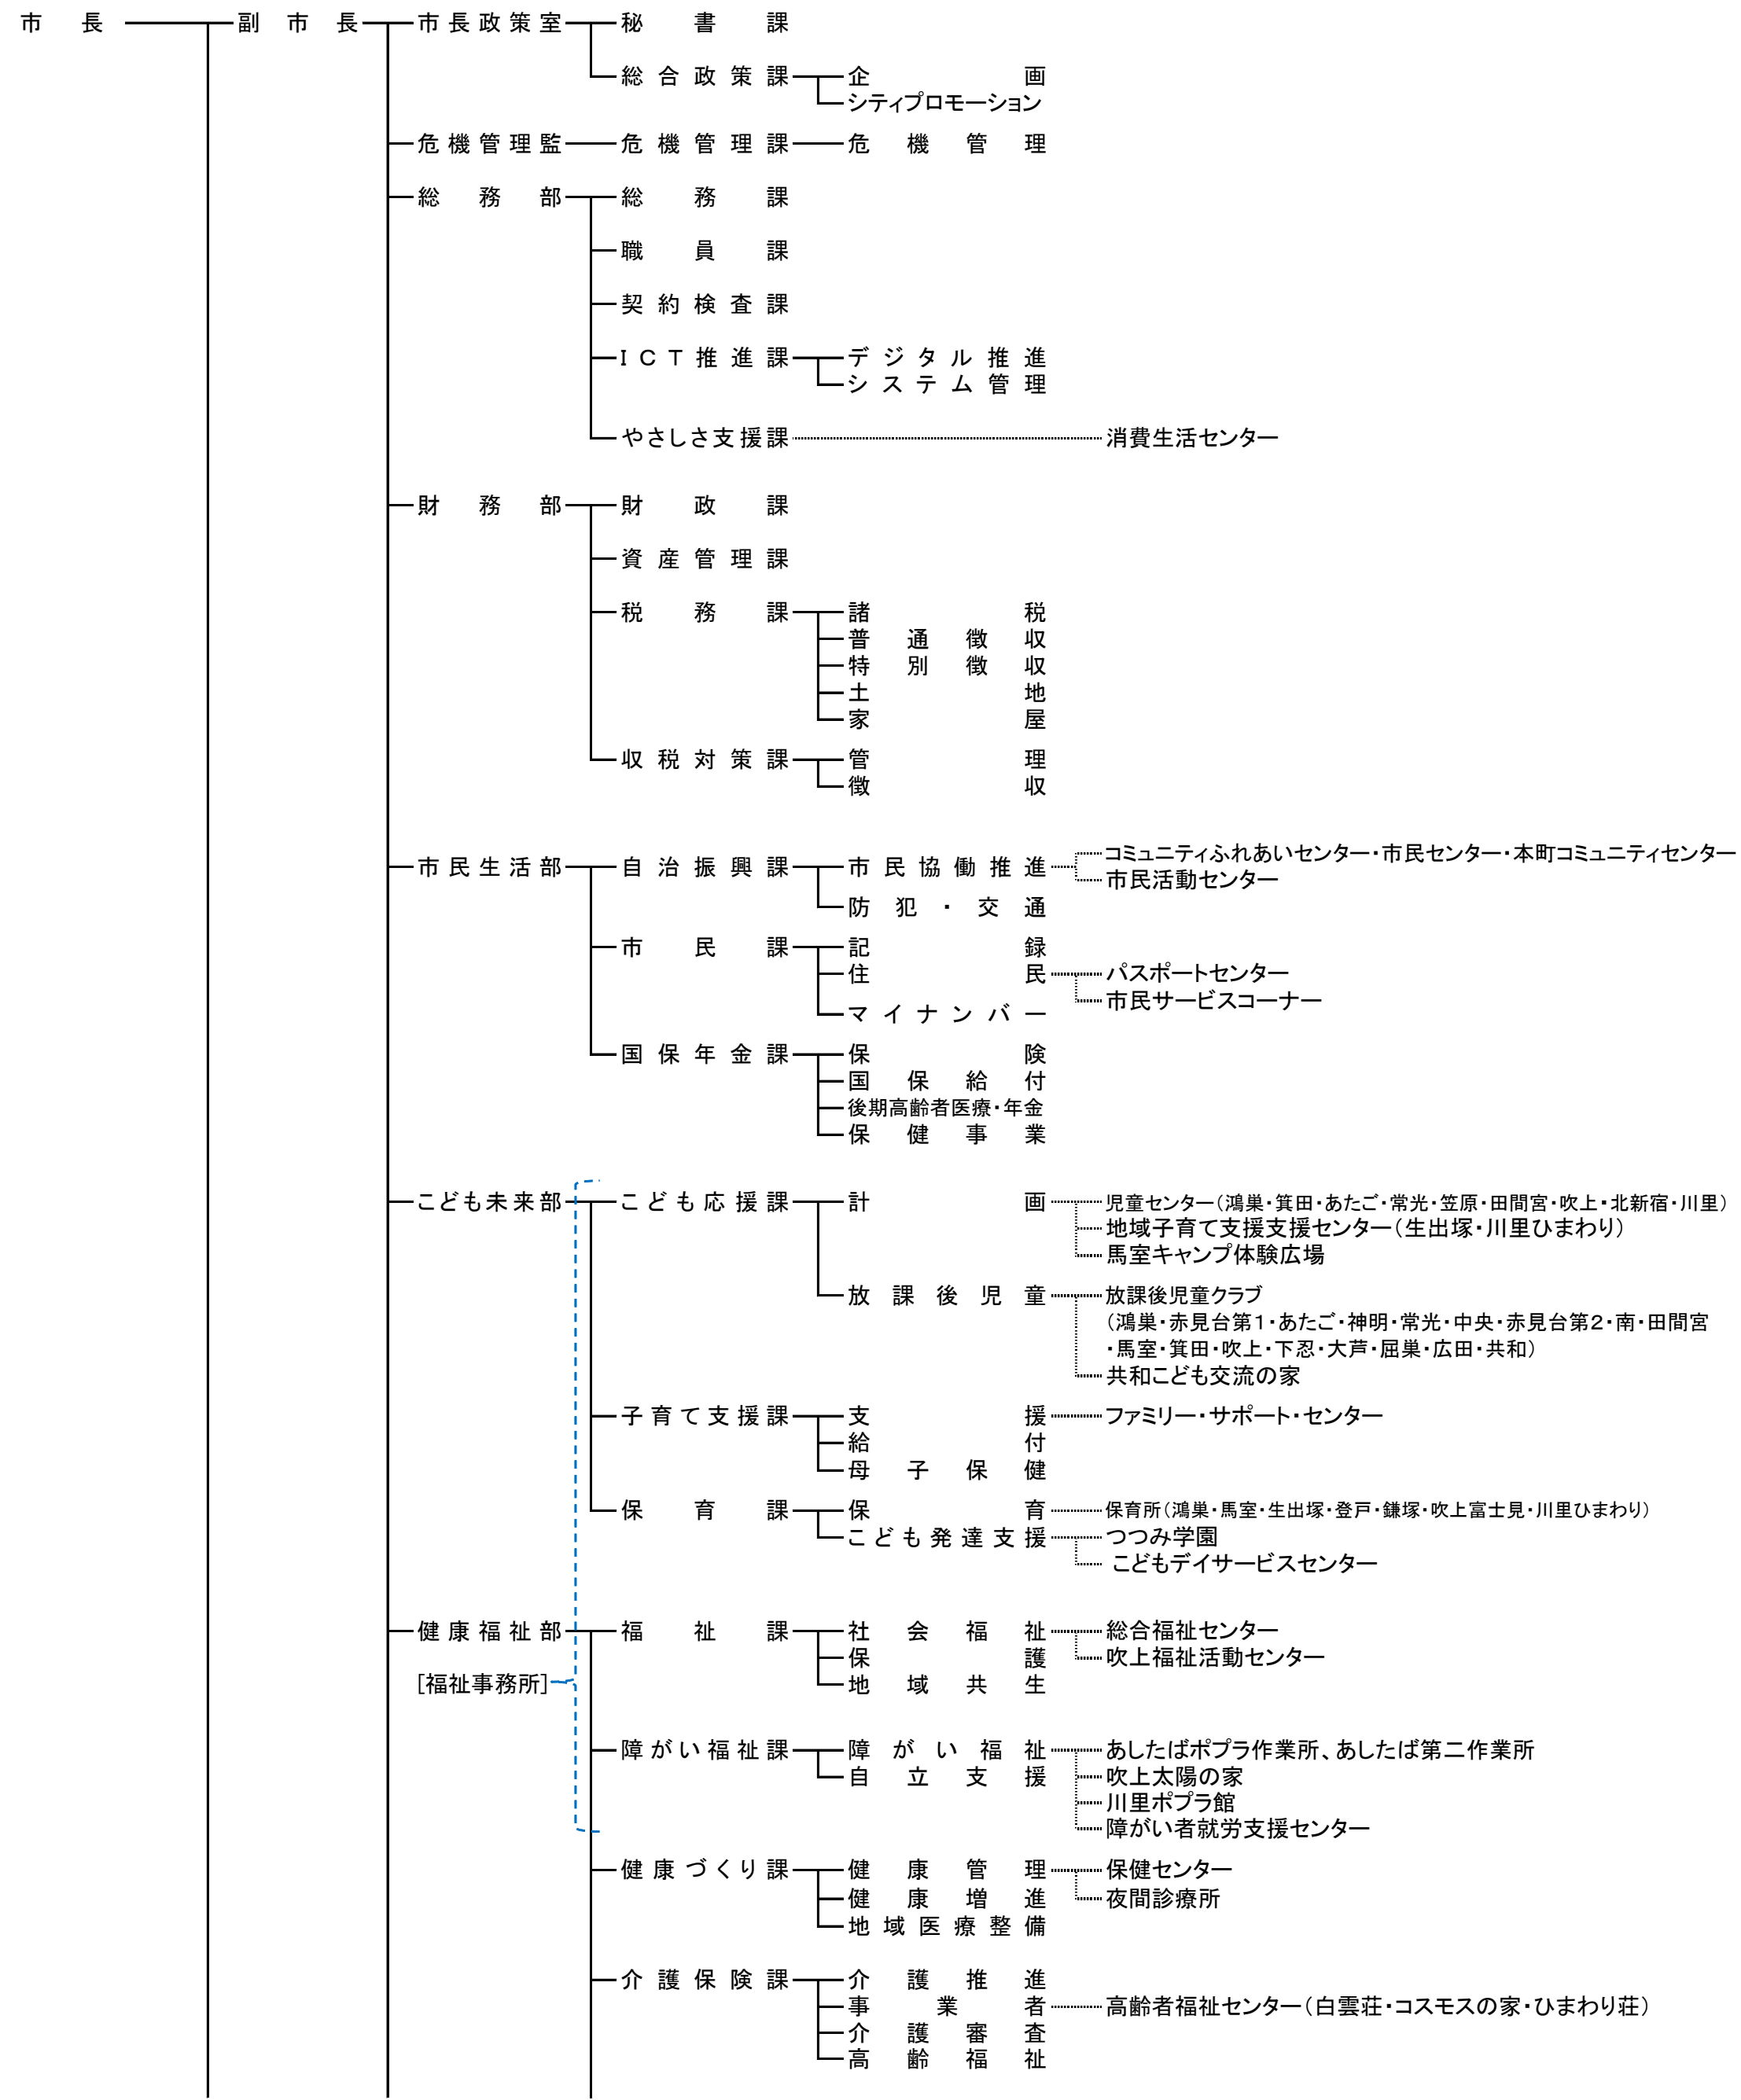 市長 副市長 市長政策室 秘書課
総合政策課 企画
シティプロモーション
危機管理監 危機管理課 危機管理
総務部 総務課
職員課
契約検査課
ICT推進課 デジタル推進
システム管理
やさしさ支援課 消費生活センター
財務部 財政課
資産管理課
税務課 諸税
普通徴収
特別徴収
土地
家屋
収税対策課 管理
徴収
コミュニティふれあいセンター・市民センター・本町コミュニティセンター
市民生活部 自治振興課 市民協働推進
市民活動センター
防犯・交通
市民課 記録
住民 パスポートセンター
市民サービスコーナー
マイナンバー
国保年金課 保険
国保給付
後期高齢者医療・年金
保健事業
こども未来部 こども応援課 計画 児童センター(鴻巣・箕田・あたご・常光・笠原・田間宮・吹上・北新宿・川里)
地域子育て支援支援センター(生出塚・川里ひまわり)
馬室キャンプ体験広場
放課後児童 放課後児童クラブ
(鴻巣・赤見台第1・あたご・神明・常光・中央・赤見台第2・南・田間宮
・馬室・箕田・吹上・下忍・大芦・屈巣・広田・共和)
共和こども交流の家
子育て支援課 支援 ファミリー・サポート・センター
給付
母子保健
保育課 保育 保育所(鴻巣・馬室・生出塚・登戸・鎌塚・吹上富士見・川里ひまわり)
こども発達支援 つつみ学園
こどもデイサービスセンター
健康福祉部 福祉課 社会福祉 総合福祉センター
保護 吹上福祉活動センター
[福祉事務所] 地域共生
障がい福祉課 障がい福祉 あしたばポプラ作業所、あしたば第二作業所
自立支援 吹上太陽の家
川里ポプラ館
障がい者就労支援センター
健康づくり課 健康管理 保健センター
健康増進 夜間診療所
地域医療整備
介護保険課 介護推進
事業者 高齢者福祉センター(白雲荘・コスモスの家・ひまわり荘)
介護審査
高齢福祉